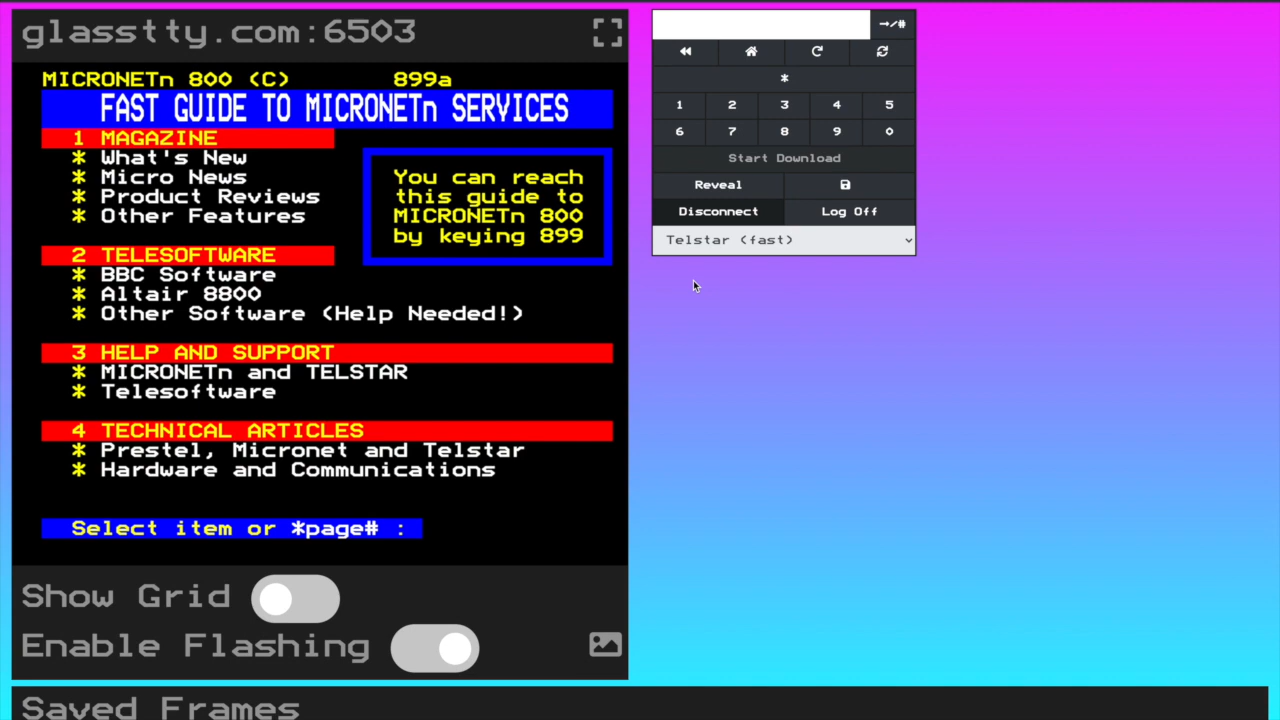 glasstty.com:6503
MICRONETn 800 (C) 899a
FAST GUIDE TO MICRONETn SERVICES
1 MAGAZINE
* What's New
* Micro News
* Product Reviews
* Other Features
You can reach
this guide to
MICRONETn 800
by keying 899
2 TELESOFTWARE
* BBC Software
* Altair 8800
* Other Software (Help Needed!)
3 HELP AND SUPPORT
* MICRONETn and TELSTAR
* Telesoftware
4 TECHNICAL ARTICLES
* Prestel, Micronet and Telstar
* Hardware and Communications
Select item or *page# :
Show Grid
Enable Flashing
Saved Frames
→/#
*
1 2 3 4 5
6 7 8 9 0
Start Download
Reveal
Disconnect Log Off
Telstar (fast)